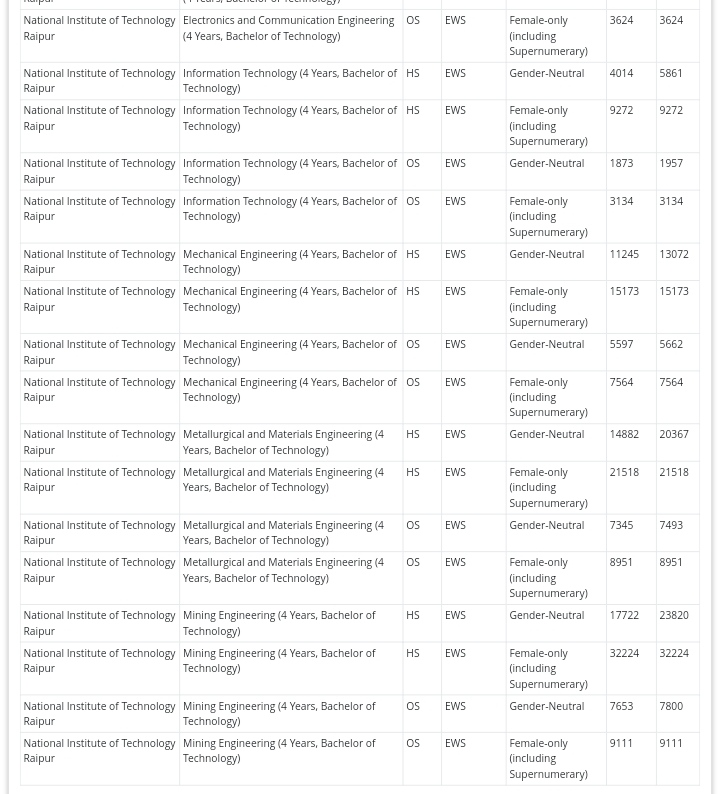 Raipur (4 Years, Bachelor of Technology)
National Institute of Technology Electronics and Communication Engineering OS EWS Female-only 3624 3624
Raipur (4 Years, Bachelor of Technology) (including
Supernumerary)
National Institute of Technology Information Technology (4 Years, Bachelor of HS EWS Gender-Neutral 4014 5861
Raipur Technology)
National Institute of Technology Information Technology (4 Years, Bachelor of HS EWS Female-only 9272 9272
Raipur Technology) (including
Supernumerary)
National Institute of Technology Information Technology (4 Years, Bachelor of OS EWS Gender-Neutral 1873 1957
Raipur Technology)
National Institute of Technology Information Technology (4 Years, Bachelor of OS EWS Female-only 3134 3134
Raipur Technology) (including
Supernumerary)
National Institute of Technology Mechanical Engineering (4 Years, Bachelor of HS EWS Gender-Neutral 11245 13072
Raipur Technology)
National Institute of Technology Mechanical Engineering (4 Years, Bachelor of HS EWS Female-only 15173 15173
Raipur Technology) (including
Supernumerary)
National Institute of Technology Mechanical Engineering (4 Years, Bachelor of OS EWS Gender-Neutral 5597 5662
Raipur Technology)
National Institute of Technology Mechanical Engineering (4 Years, Bachelor of OS EWS Female-only 7564 7564
Raipur Technology) (including
Supernumerary)
National Institute of Technology Metallurgical and Materials Engineering (4 HS EWS Gender-Neutral 14882 20367
Raipur Years, Bachelor of Technology)
National Institute of Technology Metallurgical and Materials Engineering (4 HS EWS Female-only 21518 21518
Raipur Years, Bachelor of Technology) (including
Supernumerary)
National Institute of Technology Metallurgical and Materials Engineering (4 OS EWS Gender-Neutral 7345 7493
Raipur Years, Bachelor of Technology)
National Institute of Technology Metallurgical and Materials Engineering (4 OS EWS Female-only 8951 8951
Raipur Years, Bachelor of Technology) (including
Supernumerary)
National Institute of Technology Mining Engineering (4 Years, Bachelor of HS EWS Gender-Neutral 17722 23820
Raipur Technology)
National Institute of Technology Mining Engineering (4 Years, Bachelor of HS EWS Female-only 32224 32224
Raipur Technology) (including
Supernumerary)
National Institute of Technology Mining Engineering (4 Years, Bachelor of OS EWS Gender-Neutral 7653 7800
Raipur Technology)
National Institute of Technology Mining Engineering (4 Years, Bachelor of OS EWS Female-only 9111 9111
Raipur Technology) (including
Supernumerary)